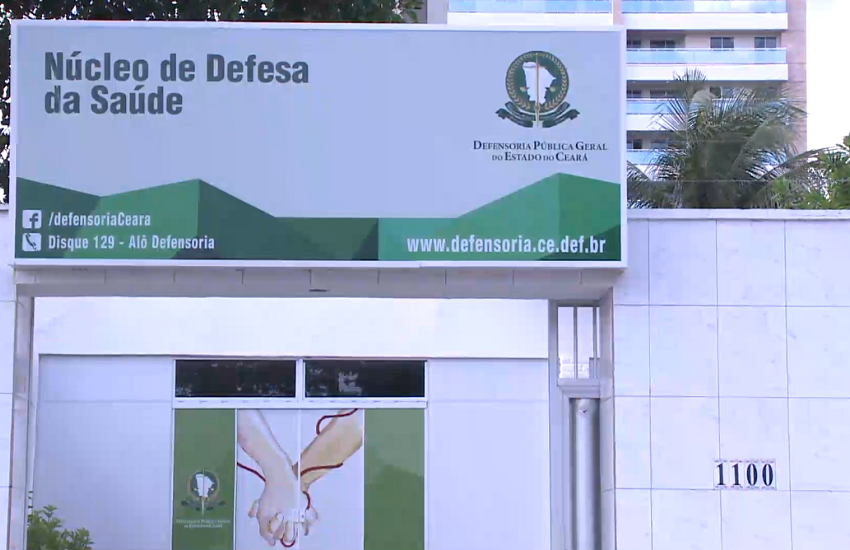 Núcleo de Defesa
da Saúde
DEFENSORIA PÚBLICA GERAL
DO ESTADO DO CEARÁ
/defensoriaCeara
Disque 129 - Alô Defensoria
www.defensoria.ce.def.br
1100